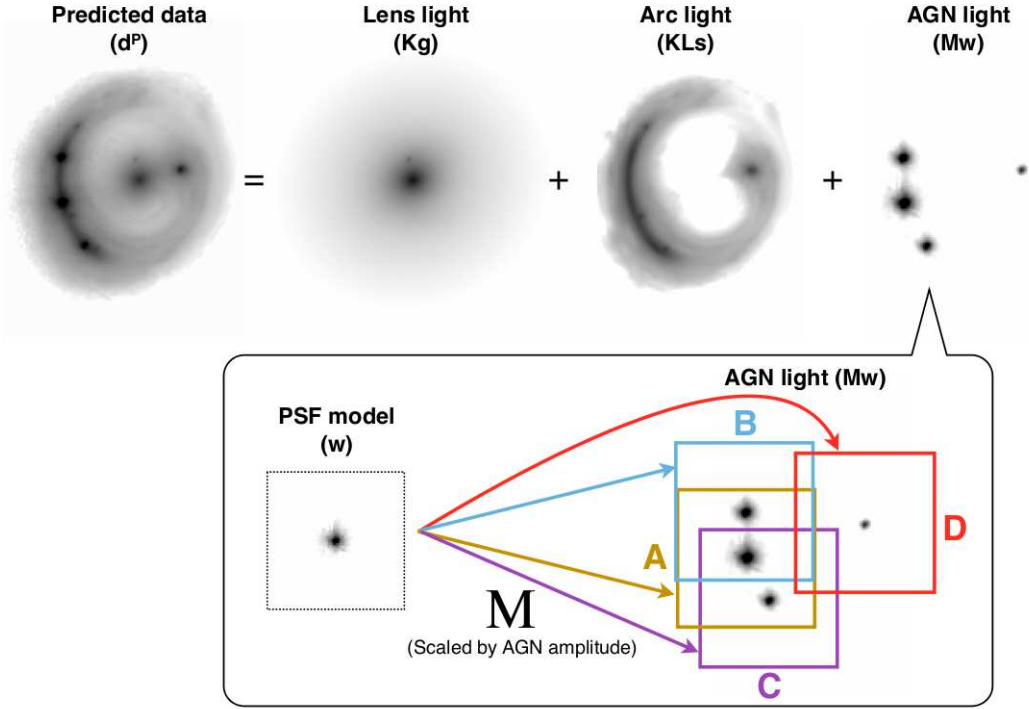 Predicted data
(dᴾ)
=
Lens light
(Kg)
+
Arc light
(KLs)
+
AGN light
(Mw)
PSF model
(w)
M
(Scaled by AGN amplitude)
AGN light (Mw)
B
A
D
C